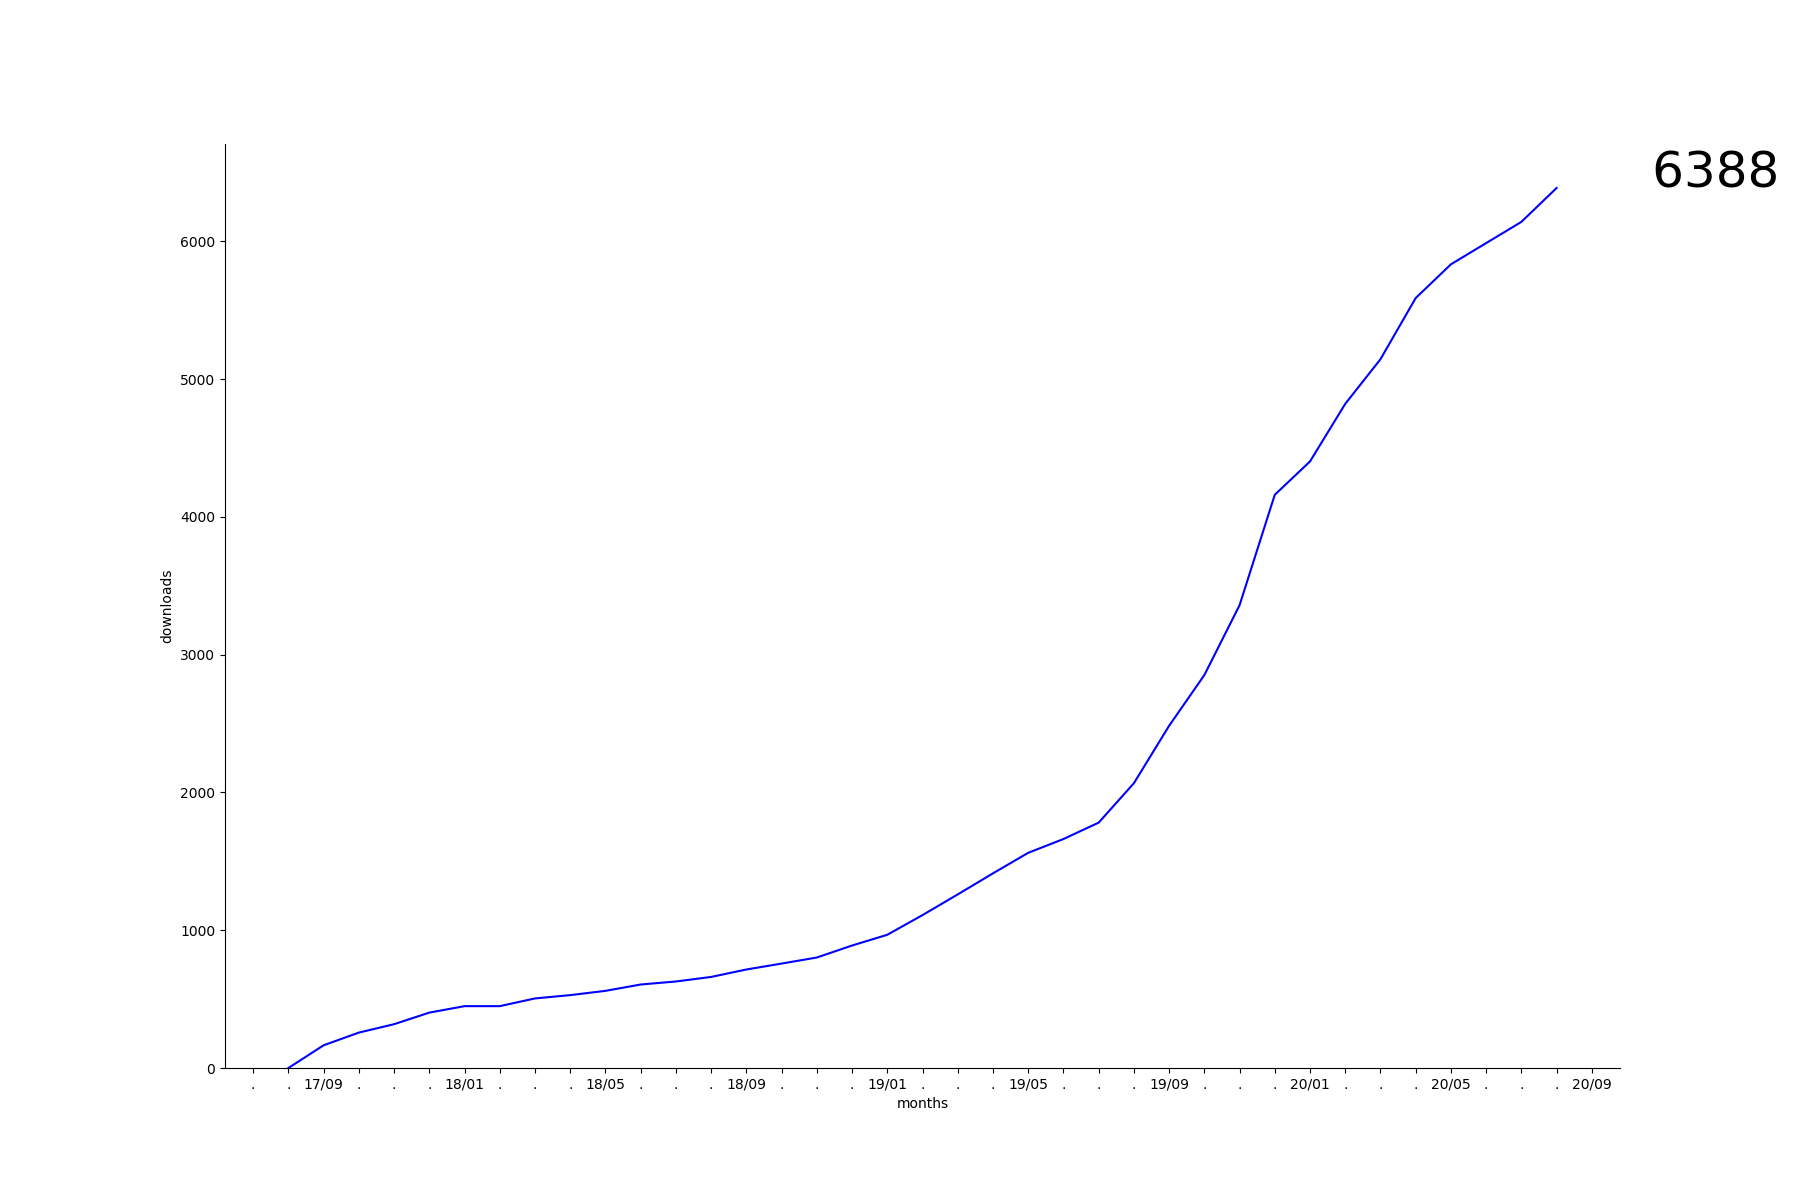 6388
6000
5000
4000
3000
2000
1000
0
downloads
. . 17/09 . . . 18/01 . . . 18/05 . . . 18/09 . . . 19/01 . . . 19/05 . . . 19/09 . . . 20/01 . . . 20/05 . . . 20/09
months